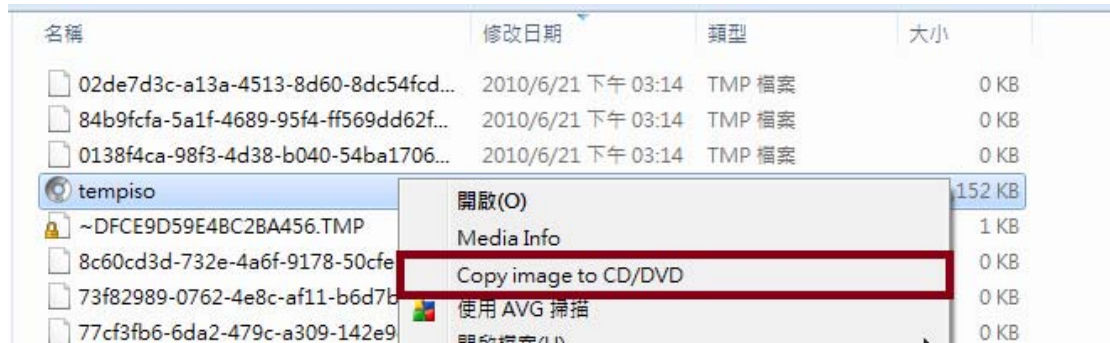 名稱 修改日期 類型 大小
02de7d3c-a13a-4513-8d60-8dc54fcd... 2010/6/21 下午 03:14 TMP 檔案 0 KB
84b9fcfa-5a1f-4689-95f4-ff569dd62f... 2010/6/21 下午 03:14 TMP 檔案 0 KB
0138f4ca-98f3-4d38-b040-54ba1706... 2010/6/21 下午 03:14 TMP 檔案 0 KB
tempiso 152 KB
開啟(O)
~DFCE9D59E4BC2BA456.TMP 1 KB
Media Info
8c60cd3d-732e-4a6f-9178-50cfe 0 KB
Copy image to CD/DVD
73f82989-0762-4e8c-af11-b6d7b 0 KB
使用 AVG 掃描
77cf3fb6-6da2-479c-a309-142e9 0 KB
開啟檔案(U)